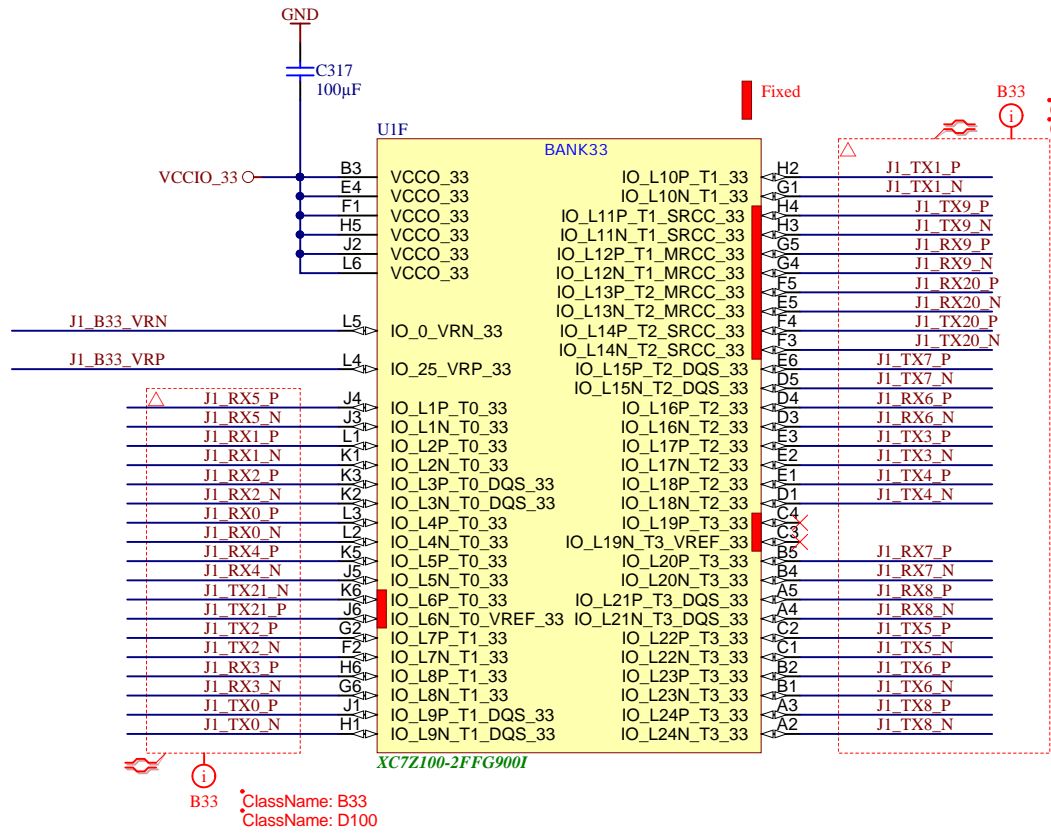 GND
C317
100µF
Fixed
B33
U1F
BANK33
VCCIO_33
B3 VCCO_33
E4 VCCO_33
F1 VCCO_33
H5 VCCO_33
J2 VCCO_33
L6 VCCO_33
J1_B33_VRN L5 IO_0_VRN_33
J1_B33_VRP L4 IO_25_VRP_33
J1_RX5_P J4 IO_L1P_T0_33
J1_RX5_N J3 IO_L1N_T0_33
J1_RX1_P L1 IO_L2P_T0_33
J1_RX1_N K1 IO_L2N_T0_33
J1_RX2_P K3 IO_L3P_T0_DQS_33
J1_RX2_N K2 IO_L3N_T0_DQS_33
J1_RX0_P L3 IO_L4P_T0_33
J1_RX0_N L2 IO_L4N_T0_33
J1_RX4_P K5 IO_L5P_T0_33
J1_RX4_N J5 IO_L5N_T0_33
J1_TX21_N K6 IO_L6P_T0_33
J1_TX21_P J6 IO_L6N_T0_VREF_33
J1_TX2_P G2 IO_L7P_T1_33
J1_TX2_N F2 IO_L7N_T1_33
J1_RX3_P H6 IO_L8P_T1_33
J1_RX3_N G6 IO_L8N_T1_33
J1_TX0_P J1 IO_L9P_T1_DQS_33
J1_TX0_N H1 IO_L9N_T1_DQS_33
IO_L10P_T1_33 H2 J1_TX1_P
IO_L10N_T1_33 G1 J1_TX1_N
IO_L11P_T1_SRCC_33 H4 J1_TX9_P
IO_L11N_T1_SRCC_33 H3 J1_TX9_N
IO_L12P_T1_MRCC_33 G5 J1_RX9_P
IO_L12N_T1_MRCC_33 G4 J1_RX9_N
IO_L13P_T2_MRCC_33 F5 J1_RX20_P
IO_L13N_T2_MRCC_33 E5 J1_RX20_N
IO_L14P_T2_SRCC_33 F4 J1_TX20_P
IO_L14N_T2_SRCC_33 F3 J1_TX20_N
IO_L15P_T2_DQS_33 E6 J1_TX7_P
IO_L15N_T2_DQS_33 D5 J1_TX7_N
IO_L16P_T2_33 D4 J1_RX6_P
IO_L16N_T2_33 D3 J1_RX6_N
IO_L17P_T2_33 E3 J1_TX3_P
IO_L17N_T2_33 E2 J1_TX3_N
IO_L18P_T2_33 E1 J1_TX4_P
IO_L18N_T2_33 D1 J1_TX4_N
IO_L19P_T3_33 C4
IO_L19N_T3_VREF_33 C3
IO_L20P_T3_33 B5 J1_RX7_P
IO_L20N_T3_33 B4 J1_RX7_N
IO_L21P_T3_DQS_33 A5 J1_RX8_P
IO_L21N_T3_DQS_33 A4 J1_RX8_N
IO_L22P_T3_33 C2 J1_TX5_P
IO_L22N_T3_33 C1 J1_TX5_N
IO_L23P_T3_33 B2 J1_TX6_P
IO_L23N_T3_33 B1 J1_TX6_N
IO_L24P_T3_33 A3 J1_TX8_P
IO_L24N_T3_33 A2 J1_TX8_N
XC7Z100-2FFG900I
i
i
B33
ClassName: B33
ClassName: D100